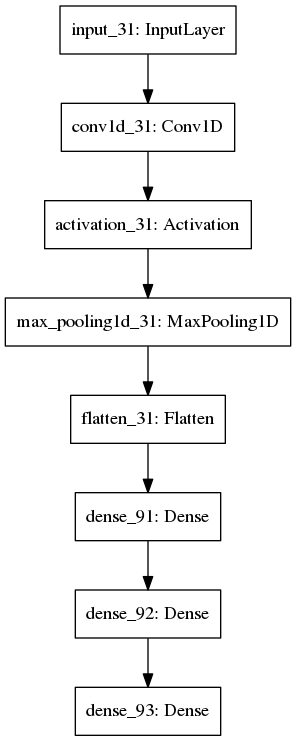 input_31: InputLayer
conv1d_31: Conv1D
activation_31: Activation
max_pooling1d_31: MaxPooling1D
flatten_31: Flatten
dense_91: Dense
dense_92: Dense
dense_93: Dense